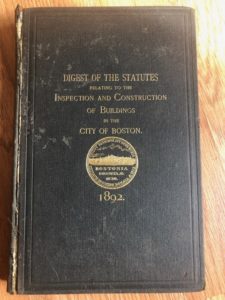 DIGEST OF THE STATUTES
RELATING TO THE
INSPECTION AND CONSTRUCTION
OF BUILDINGS
IN THE
CITY OF BOSTON.
BOSTONIA
1892.